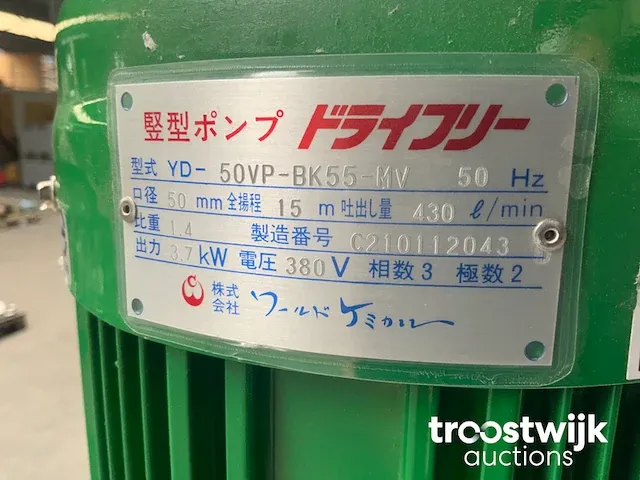 竪型ポンプ ドライフリー
型式 YD- 50VP-BK55-MV 50 Hz
口径 50 mm 全揚程 15 m 吐出し量 430 ℓ/min
比重 1.4 製造番号 C210112043
出力 3.7 kW 電圧 380 V 相数 3 極数 2
株式会社 ワールドケミカル
troostwijk
auctions